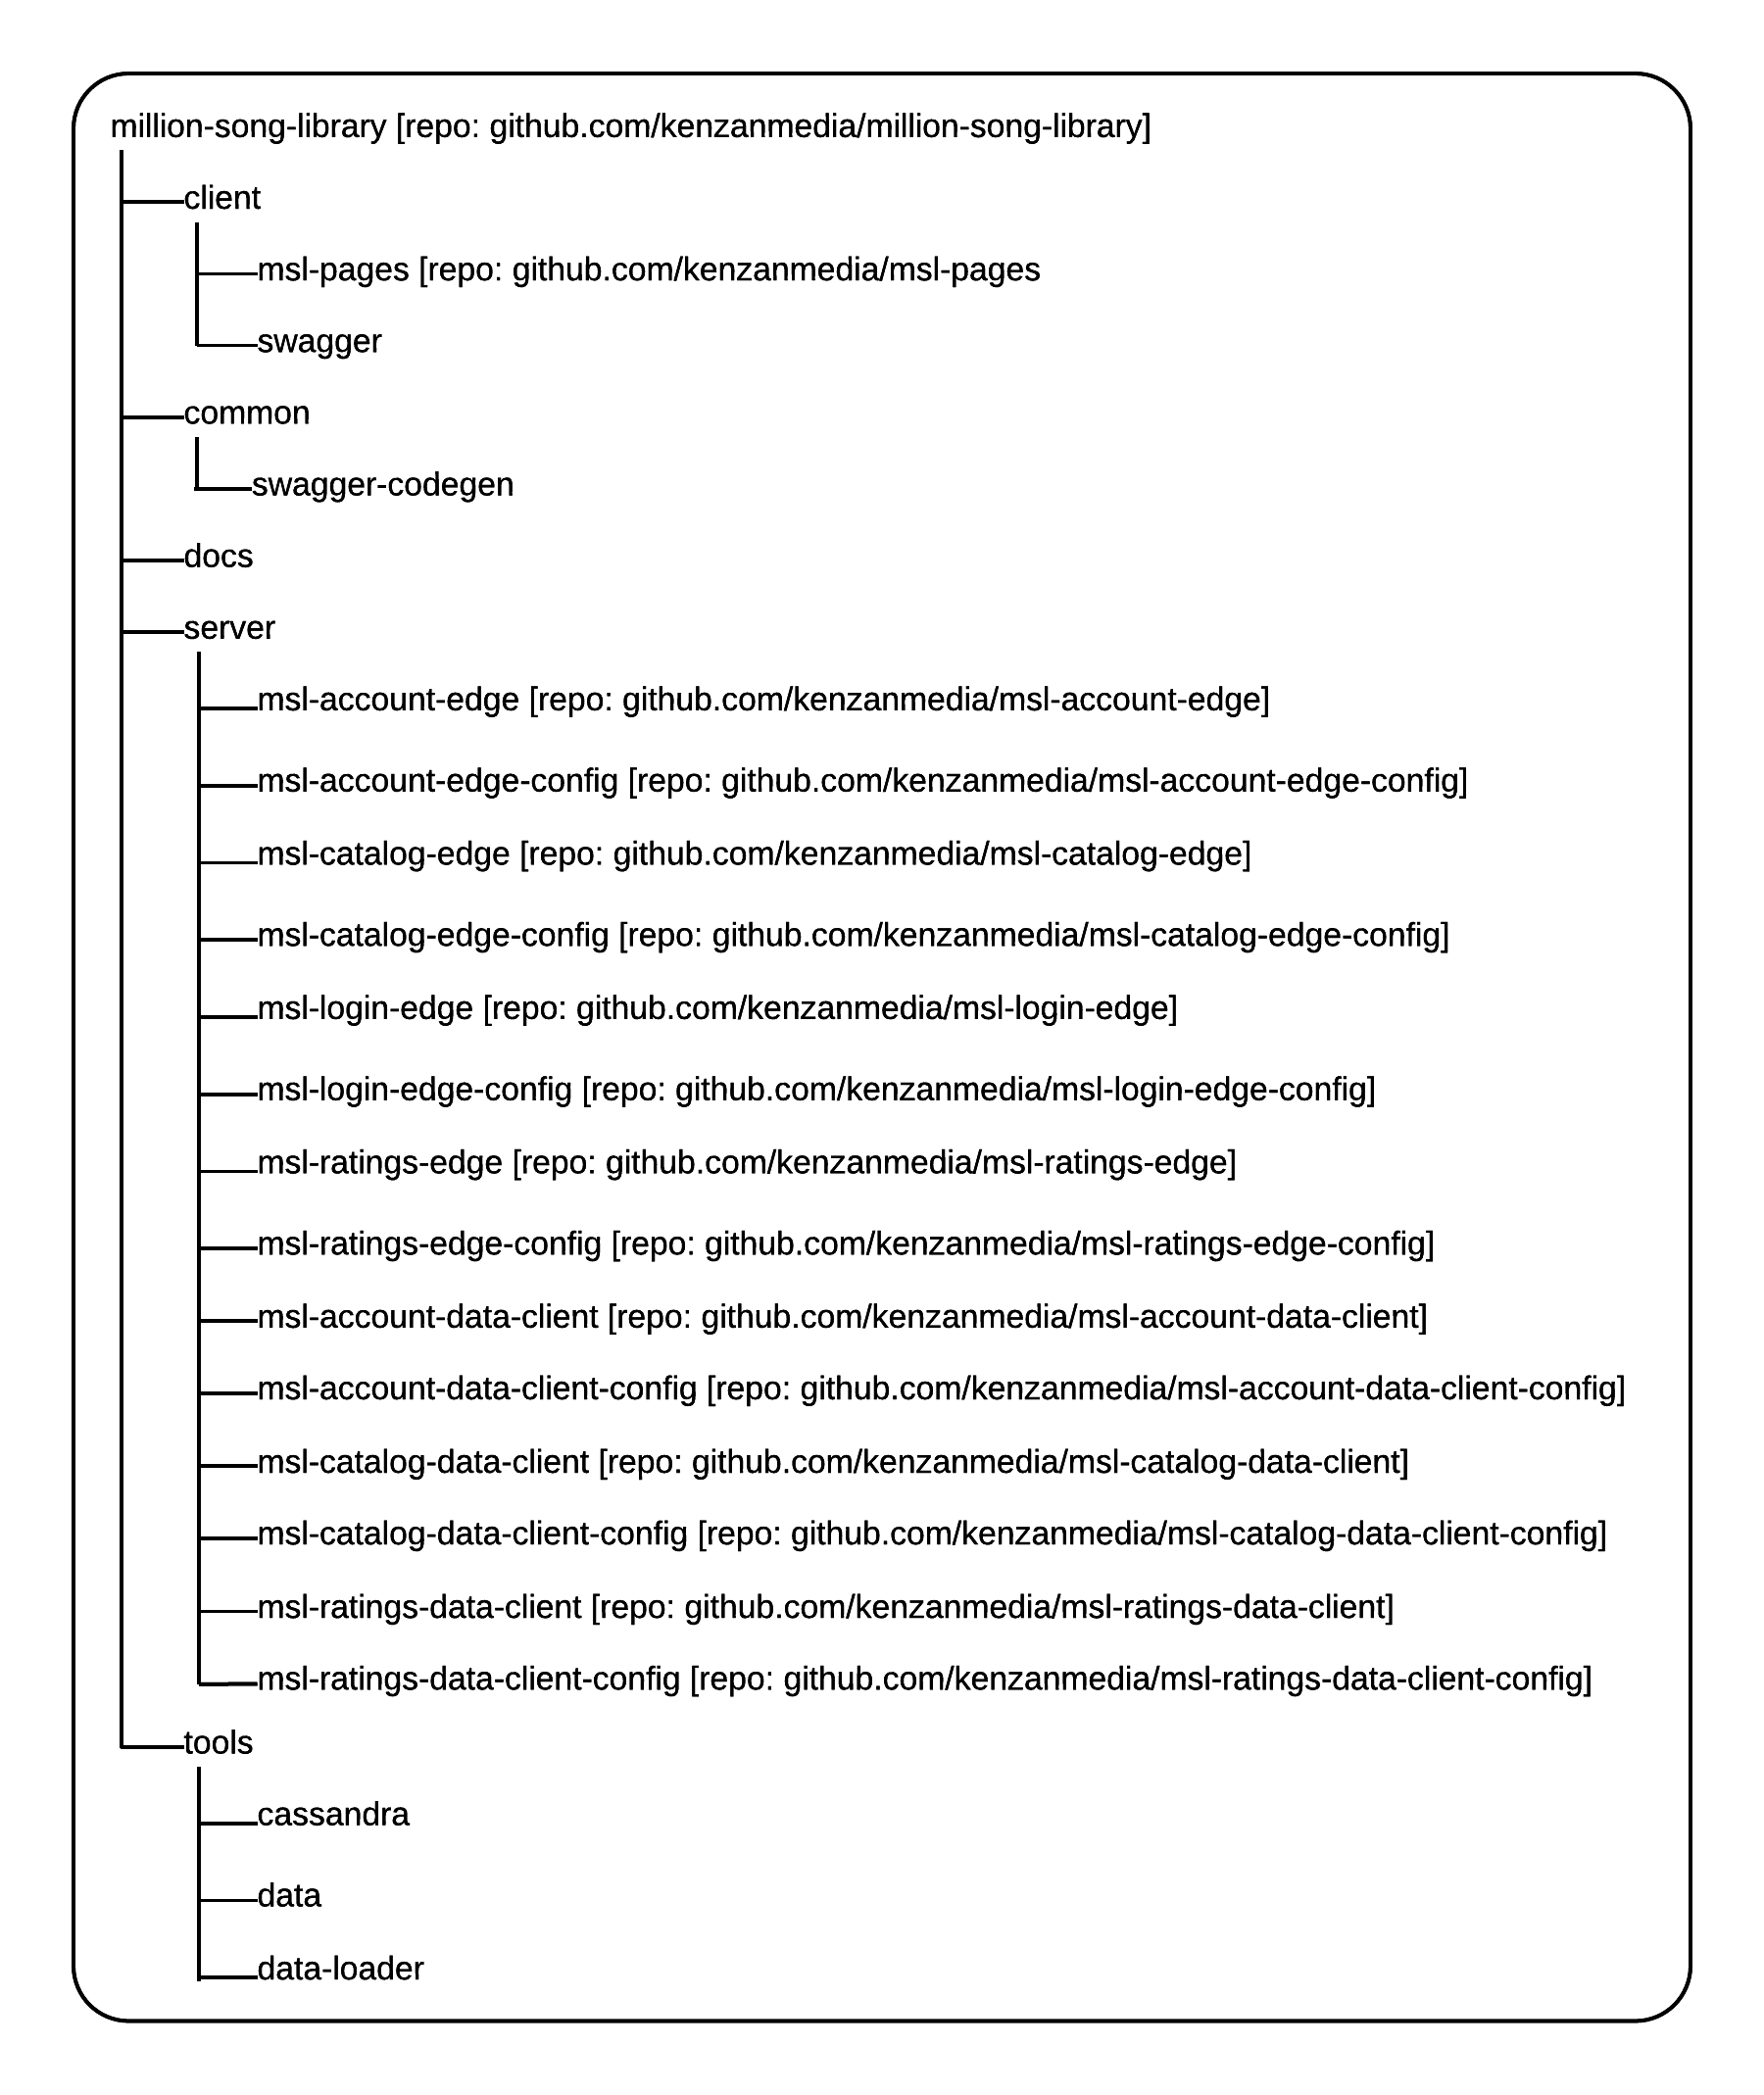 million-song-library [repo: github.com/kenzanmedia/million-song-library]
client
msl-pages [repo: github.com/kenzanmedia/msl-pages
swagger
common
swagger-codegen
docs
server
msl-account-edge [repo: github.com/kenzanmedia/msl-account-edge]
msl-account-edge-config [repo: github.com/kenzanmedia/msl-account-edge-config]
msl-catalog-edge [repo: github.com/kenzanmedia/msl-catalog-edge]
msl-catalog-edge-config [repo: github.com/kenzanmedia/msl-catalog-edge-config]
msl-login-edge [repo: github.com/kenzanmedia/msl-login-edge]
msl-login-edge-config [repo: github.com/kenzanmedia/msl-login-edge-config]
msl-ratings-edge [repo: github.com/kenzanmedia/msl-ratings-edge]
msl-ratings-edge-config [repo: github.com/kenzanmedia/msl-ratings-edge-config]
msl-account-data-client [repo: github.com/kenzanmedia/msl-account-data-client]
msl-account-data-client-config [repo: github.com/kenzanmedia/msl-account-data-client-config]
msl-catalog-data-client [repo: github.com/kenzanmedia/msl-catalog-data-client]
msl-catalog-data-client-config [repo: github.com/kenzanmedia/msl-catalog-data-client-config]
msl-ratings-data-client [repo: github.com/kenzanmedia/msl-ratings-data-client]
msl-ratings-data-client-config [repo: github.com/kenzanmedia/msl-ratings-data-client-config]
tools
cassandra
data
data-loader